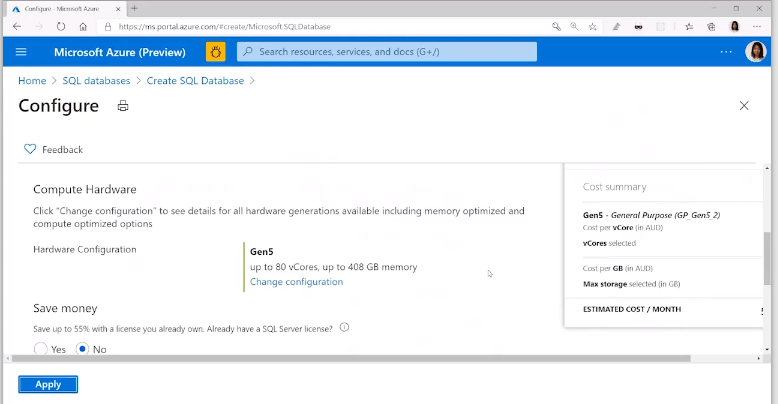 Configure - Microsoft Azure
https://ms.portal.azure.com/#create/Microsoft.SQLDatabase
Microsoft Azure (Preview)
Search resources, services, and docs (G+/)
Home > SQL databases > Create SQL Database >
Configure
Feedback
Compute Hardware
Click "Change configuration" to see details for all hardware generations available including memory optimized and
compute optimized options
Hardware Configuration
Gen5
up to 80 vCores, up to 408 GB memory
Change configuration
Save money
Save up to 55% with a license you already own. Already have a SQL Server license?
Yes
No
Cost summary
Gen5 - General Purpose (GP_Gen5_2)
Cost per vCore (in AUD)
vCores selected
Cost per GB (in AUD)
Max storage selected (in GB)
ESTIMATED COST / MONTH
Apply